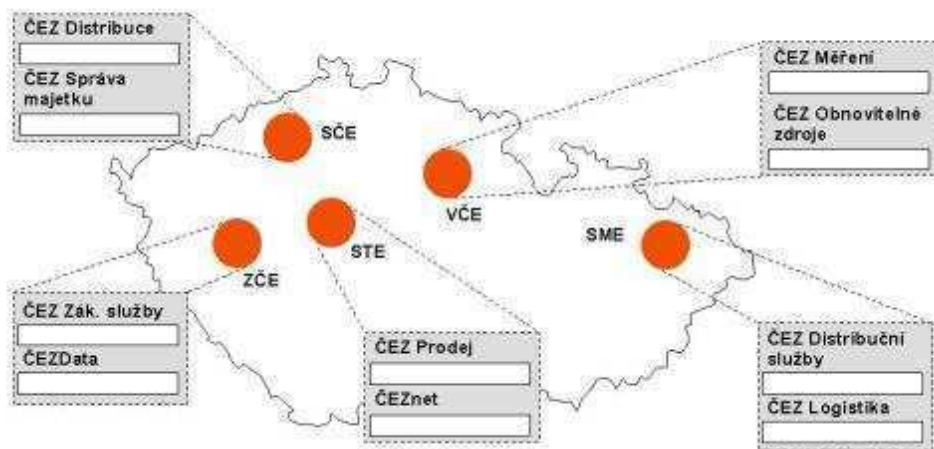 ČEZ Distribuce
ČEZ Správa
majetku
SČE
ČEZ Měření
ČEZ Obnovitelné
zdroje
VČE
STE
ZČE
SME
ČEZ Zák. služby
ČEZData
ČEZ Prodej
ČEZnet
ČEZ Distribuční
služby
ČEZ Logistika